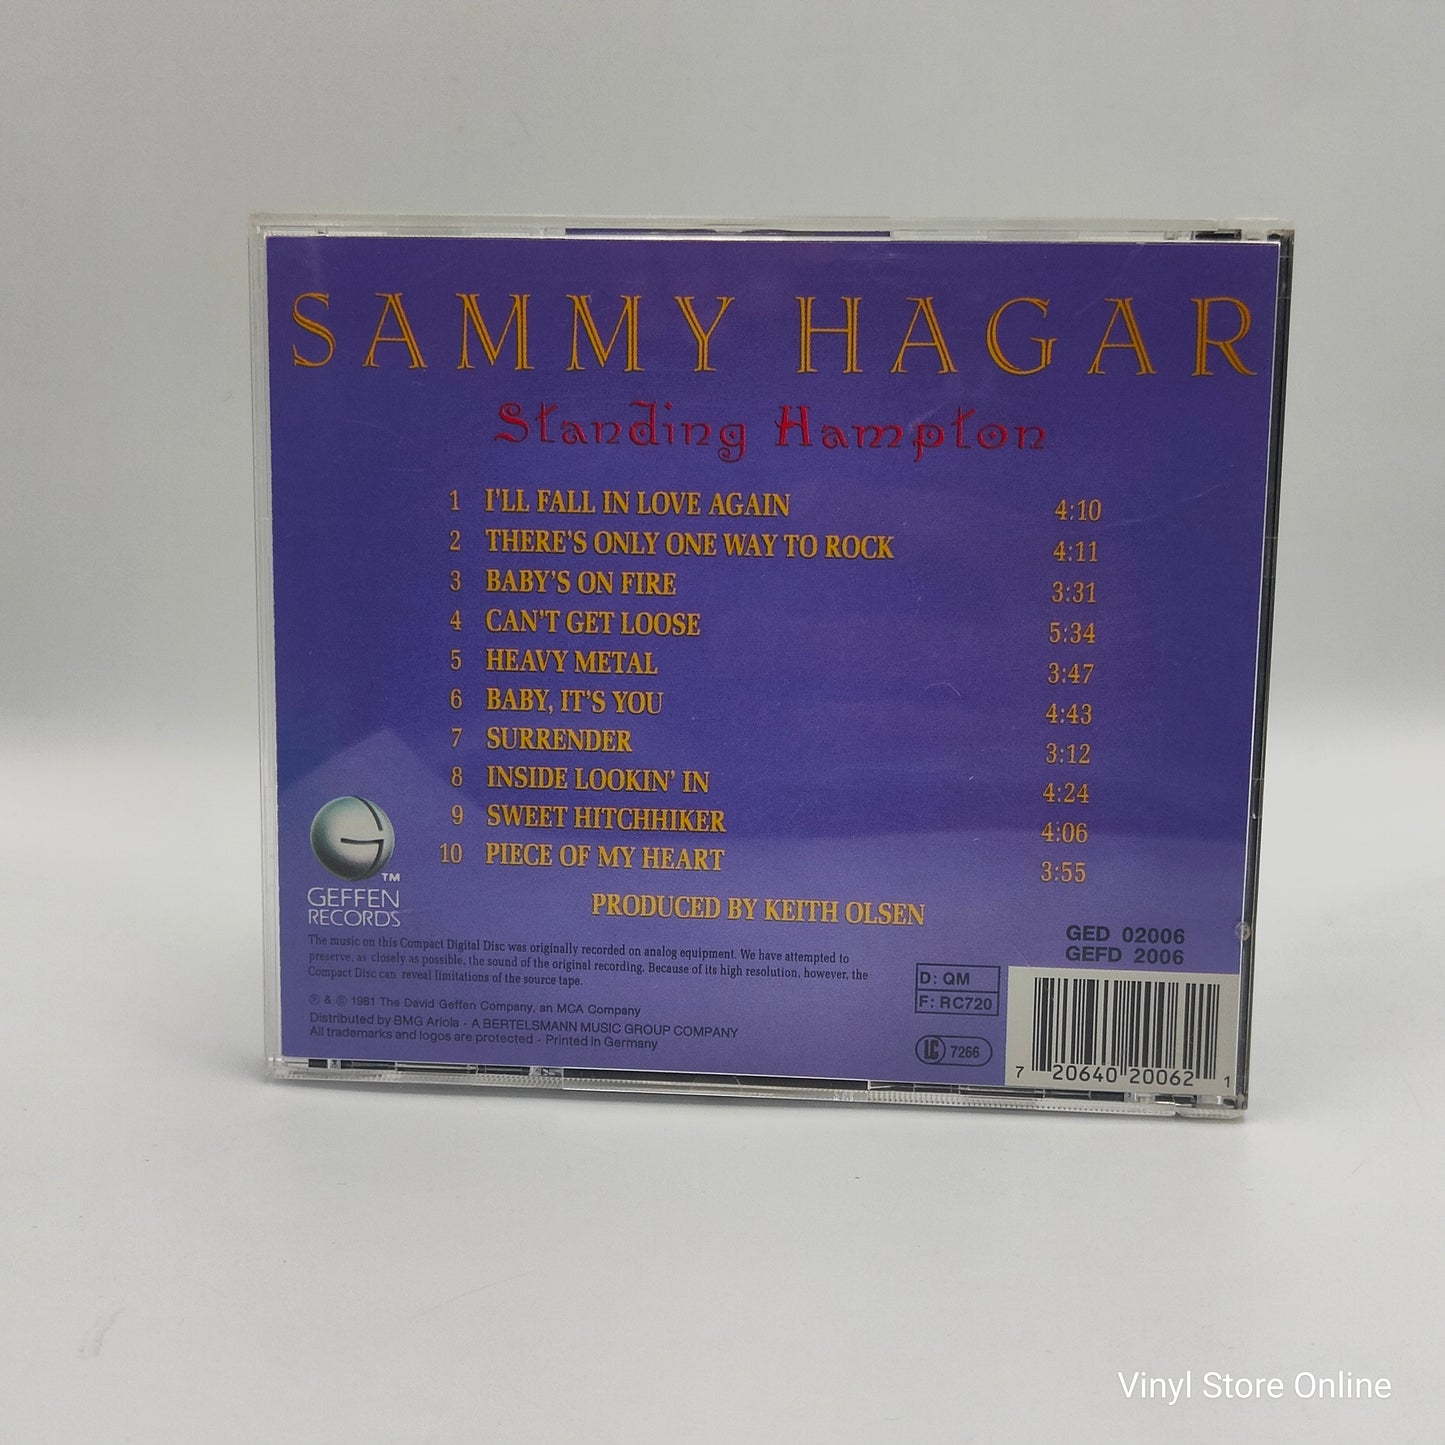 SAMMY HAGAR
Standing Hampton
1 I'LL FALL IN LOVE AGAIN 4:10
2 THERE'S ONLY ONE WAY TO ROCK 4:11
3 BABY'S ON FIRE 3:31
4 CAN'T GET LOOSE 5:34
5 HEAVY METAL 3:47
6 BABY, IT'S YOU 4:43
7 SURRENDER 3:12
8 INSIDE LOOKIN' IN 4:24
9 SWEET HITCHHIKER 4:06
10 PIECE OF MY HEART 3:55
PRODUCED BY KEITH OLSEN
G TM
GEFFEN
RECORDS
The music on this Compact Digital Disc was originally recorded on analog equipment. We have attempted to
preserve, as closely as possible, the sound of the original recording. Because of its high resolution, however, the
Compact Disc can reveal limitations of the source tape.
℗ & © 1981 The David Geffen Company, an MCA Company
Distributed by BMG Ariola · A BERTELSMANN MUSIC GROUP COMPANY
All trademarks and logos are protected · Printed in Germany
GED 02006
GEFD 2006
D: QM
F: RC720
LC 7266
7 20640 20062 1
Vinyl Store Online